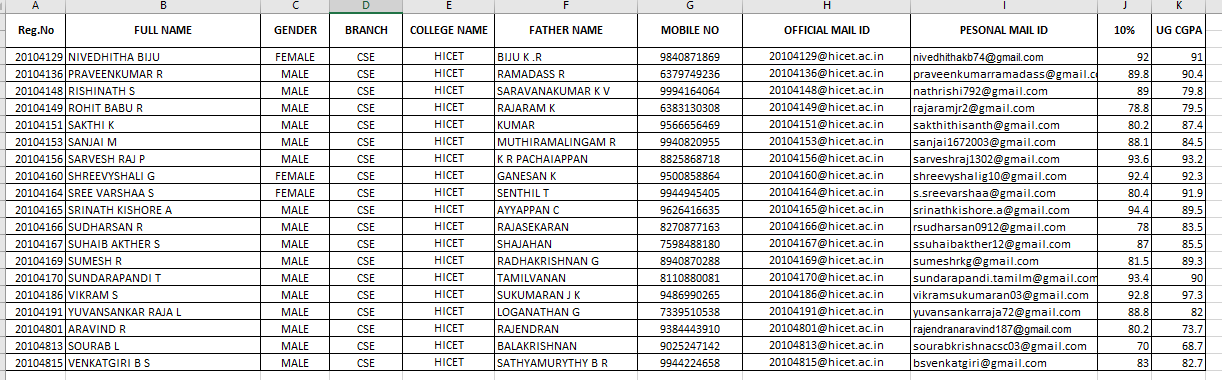 A B C D E F G H I J K
Reg.No FULL NAME GENDER BRANCH COLLEGE NAME FATHER NAME MOBILE NO OFFICIAL MAIL ID PESONAL MAIL ID 10% UG CGPA
20104129 NIVEDHITHA BIJU FEMALE CSE HICET BIJU K .R 9840871869 20104129@hicet.ac.in nivedhithakb74@gmail.com 92 91
20104136 PRAVEENKUMAR R MALE CSE HICET RAMADASS R 6379749236 20104136@hicet.ac.in praveenkumarramadass@gmail.c 89.8 90.4
20104148 RISHINATH S MALE CSE HICET SARAVANAKUMAR K V 9994164064 20104148@hicet.ac.in nathrishi792@gmail.com 89 79.8
20104149 ROHIT BABU R MALE CSE HICET RAJARAM K 6383130308 20104149@hicet.ac.in rajaramjr2@gmail.com 78.8 79.5
20104151 SAKTHI K MALE CSE HICET KUMAR 9566656469 20104151@hicet.ac.in sakthithisanth@gmail.com 80.2 87.4
20104153 SANJAI M MALE CSE HICET MUTHIRAMALINGAM R 9940820955 20104153@hicet.ac.in sanjai1672003@gmail.com 88.1 84.5
20104156 SARVESH RAJ P MALE CSE HICET K R PACHAIAPPAN 8825868718 20104156@hicet.ac.in sarveshraj1302@gmail.com 93.6 93.2
20104160 SHREEVYSHALI G FEMALE CSE HICET GANESAN K 9500858864 20104160@hicet.ac.in shreevyshalig10@gmail.com 92.4 92.3
20104164 SREE VARSHAA S FEMALE CSE HICET SENTHIL T 9944945405 20104164@hicet.ac.in s.sreevarshaa@gmail.com 80.4 91.9
20104165 SRINATH KISHORE A MALE CSE HICET AYYAPPAN C 9626416635 20104165@hicet.ac.in srinathkishore.a@gmail.com 94.4 89.5
20104166 SUDHARSAN R MALE CSE HICET RAJASEKARAN 8270877163 20104166@hicet.ac.in rsudharsan0912@gmail.com 78 83.5
20104167 SUHAIB AKTHER S MALE CSE HICET SHAJAHAN 7598488180 20104167@hicet.ac.in ssuhaibakther12@gmail.com 87 85.5
20104169 SUMESH R MALE CSE HICET RADHAKRISHNAN G 8940870288 20104169@hicet.ac.in sumeshrkg@gmail.com 81.5 89.3
20104170 SUNDARAPANDI T MALE CSE HICET TAMILVANAN 8110880081 20104170@hicet.ac.in sundarapandi.tamilm@gmail.com 93.4 90
20104186 VIKRAM S MALE CSE HICET SUKUMARAN J K 9486990265 20104186@hicet.ac.in vikramsukumaran03@gmail.com 92.8 97.3
20104191 YUVANSANKAR RAJA L MALE CSE HICET LOGANATHAN G 7339510538 20104191@hicet.ac.in yuvansankarraja72@gmail.com 88.8 82
20104801 ARAVIND R MALE CSE HICET RAJENDRAN 9384443910 20104801@hicet.ac.in rajendranaravind187@gmail.com 80.2 73.7
20104813 SOURAB L MALE CSE HICET BALAKRISHNAN 9025247142 20104813@hicet.ac.in sourabkrishnacsc03@gmail.com 70 68.7
20104815 VENKATGIRI B S MALE CSE HICET SATHYAMURYTHY B R 9944224658 20104815@hicet.ac.in bsvenkatgiri@gmail.com 83 82.7